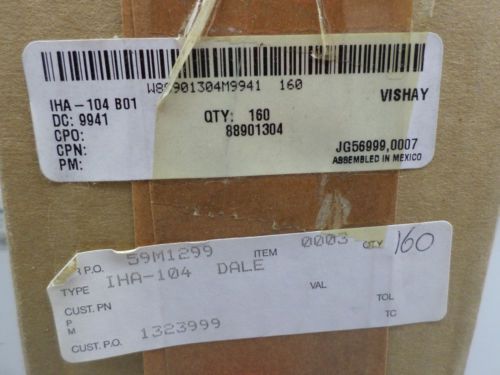 W88901304M9941 160
IHA-104 B01
VISHAY
DC: 9941
QTY: 160
CPO:
88901304
CPN:
JG56999,0007
PM:
ASSEMBLED IN MEXICO
R P.O. 59M1299 ITEM 0003 QTY 160
TYPE IHA-104 DALE
CUST. PN
VAL
P
M
TOL
TC
CUST. P.O. 1323999